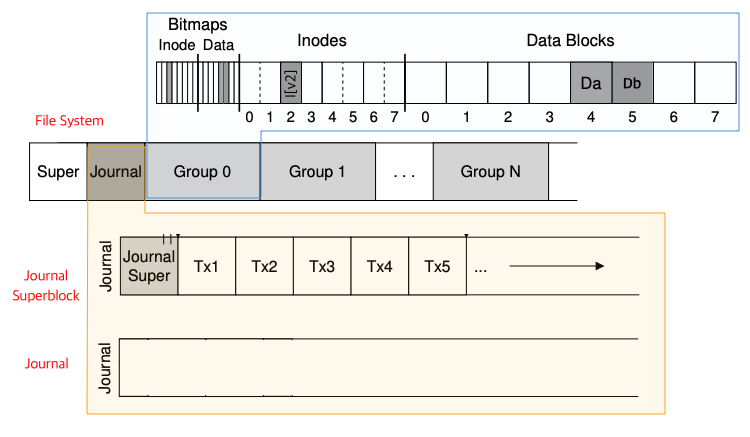 Bitmaps
Inode Data
Inodes
Data Blocks
I[v2]
Da
Db
0 1 2 3 4 5 6 7
0 1 2 3 4 5 6 7
File System
Super
Journal
Group 0
Group 1
. . .
Group N
Journal
Superblock
Journal
Journal
Super
Tx1
Tx2
Tx3
Tx4
Tx5
...
Journal
Journal